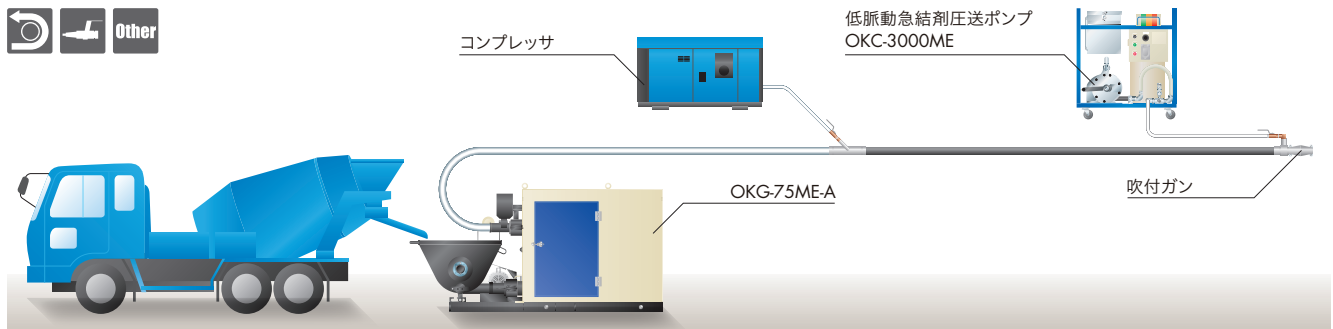 Other
コンプレッサ
低脈動急結剤圧送ポンプ
OKC-3000ME
OKG-75ME-A
吹付ガン